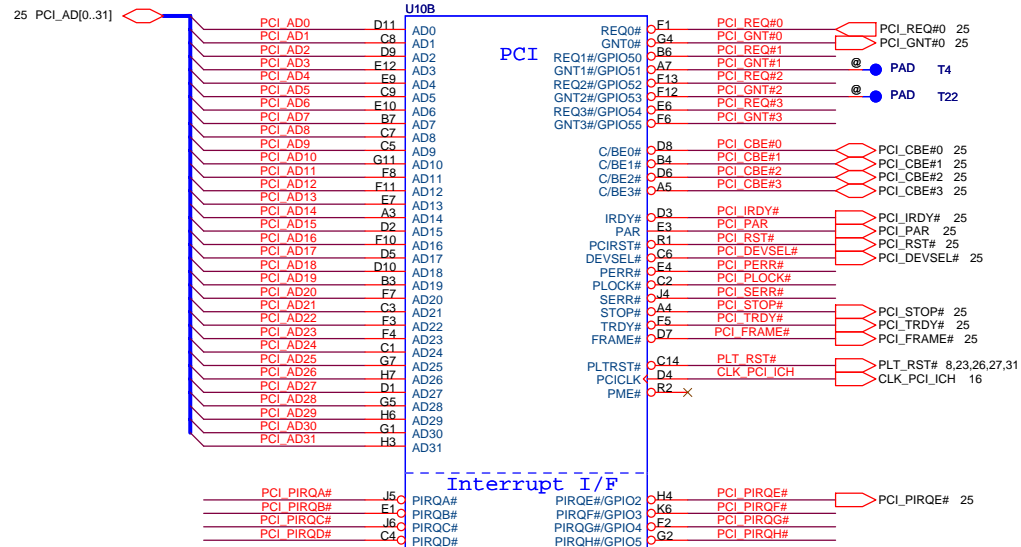 U10B
25 PCI_AD[0..31]
PCI
PCI_AD0 D11 AD0
PCI_AD1 C8 AD1
PCI_AD2 D9 AD2
PCI_AD3 E12 AD3
PCI_AD4 E9 AD4
PCI_AD5 C9 AD5
PCI_AD6 E10 AD6
PCI_AD7 B7 AD7
PCI_AD8 C7 AD8
PCI_AD9 C5 AD9
PCI_AD10 G11 AD10
PCI_AD11 F8 AD11
PCI_AD12 F11 AD12
PCI_AD13 E7 AD13
PCI_AD14 A3 AD14
PCI_AD15 D2 AD15
PCI_AD16 F10 AD16
PCI_AD17 D5 AD17
PCI_AD18 D10 AD18
PCI_AD19 B3 AD19
PCI_AD20 F7 AD20
PCI_AD21 C3 AD21
PCI_AD22 F3 AD22
PCI_AD23 F4 AD23
PCI_AD24 C1 AD24
PCI_AD25 G7 AD25
PCI_AD26 H7 AD26
PCI_AD27 D1 AD27
PCI_AD28 G5 AD28
PCI_AD29 H6 AD29
PCI_AD30 G1 AD30
PCI_AD31 H3 AD31
REQ0# F1 PCI_REQ#0 PCI_REQ#0 25
GNT0# G4 PCI_GNT#0 PCI_GNT#0 25
REQ1#/GPIO50 B6 PCI_REQ#1
GNT1#/GPIO51 A7 PCI_GNT#1 @ PAD T4
REQ2#/GPIO52 F13 PCI_REQ#2
GNT2#/GPIO53 F12 PCI_GNT#2 @ PAD T22
REQ3#/GPIO54 E6 PCI_REQ#3
GNT3#/GPIO55 F6 PCI_GNT#3
C/BE0# D8 PCI_CBE#0 PCI_CBE#0 25
C/BE1# B4 PCI_CBE#1 PCI_CBE#1 25
C/BE2# D6 PCI_CBE#2 PCI_CBE#2 25
C/BE3# A5 PCI_CBE#3 PCI_CBE#3 25
IRDY# D3 PCI_IRDY# PCI_IRDY# 25
PAR E3 PCI_PAR PCI_PAR 25
PCIRST# R1 PCI_RST# PCI_RST# 25
DEVSEL# C6 PCI_DEVSEL# PCI_DEVSEL# 25
PERR# E4 PCI_PERR#
PLOCK# C2 PCI_PLOCK#
SERR# J4 PCI_SERR#
STOP# A4 PCI_STOP# PCI_STOP# 25
TRDY# F5 PCI_TRDY# PCI_TRDY# 25
FRAME# D7 PCI_FRAME# PCI_FRAME# 25
PLTRST# C14 PLT_RST# PLT_RST# 8,23,26,27,31
PCICLK D4 CLK_PCI_ICH CLK_PCI_ICH 16
PME# R2
Interrupt I/F
PCI_PIRQA# J5 PIRQA#
PCI_PIRQB# E1 PIRQB#
PCI_PIRQC# J6 PIRQC#
PCI_PIRQD# C4 PIRQD#
PIRQE#/GPIO2 H4 PCI_PIRQE# PCI_PIRQE# 25
PIRQF#/GPIO3 K6 PCI_PIRQF#
PIRQG#/GPIO4 F2 PCI_PIRQG#
PIRQH#/GPIO5 G2 PCI_PIRQH#